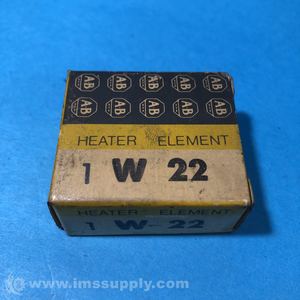 AB AB AB AB AB
AB AB AB AB AB
HEATER ELEMENT
1 W 22
HEATER ELEMENT
1 W-22
www.imssupply.com